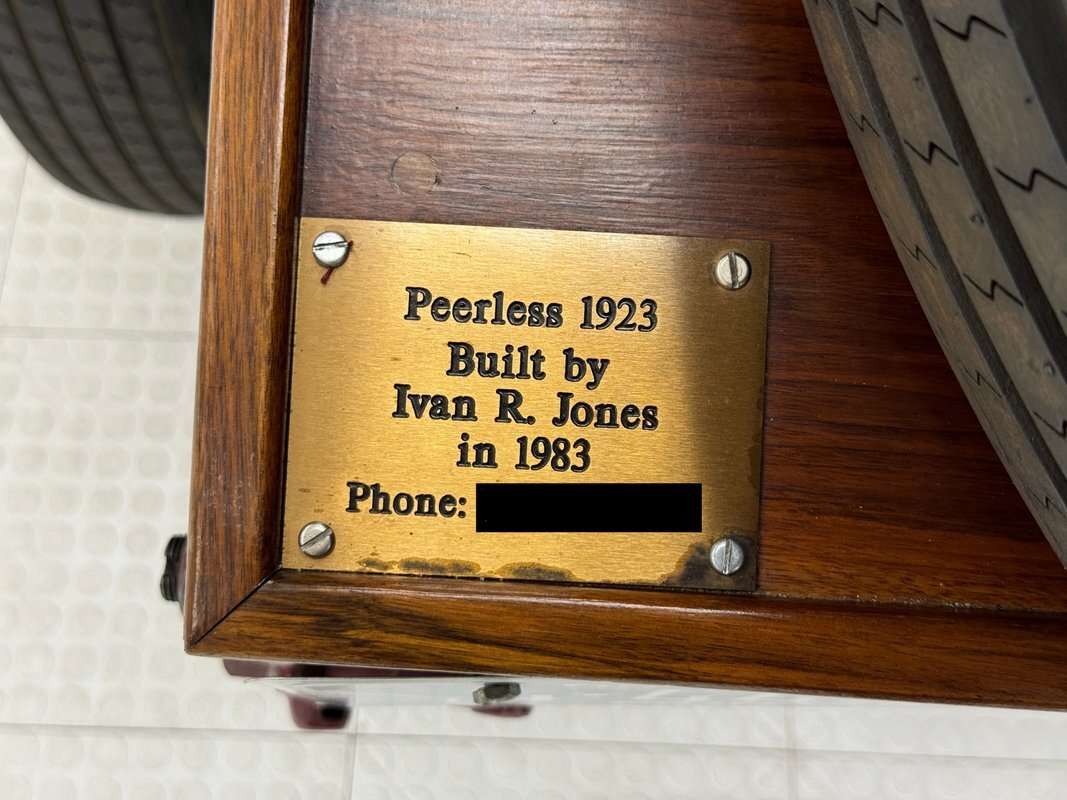 Peerless 1923
Built by
Ivan R. Jones
in 1983
Phone: